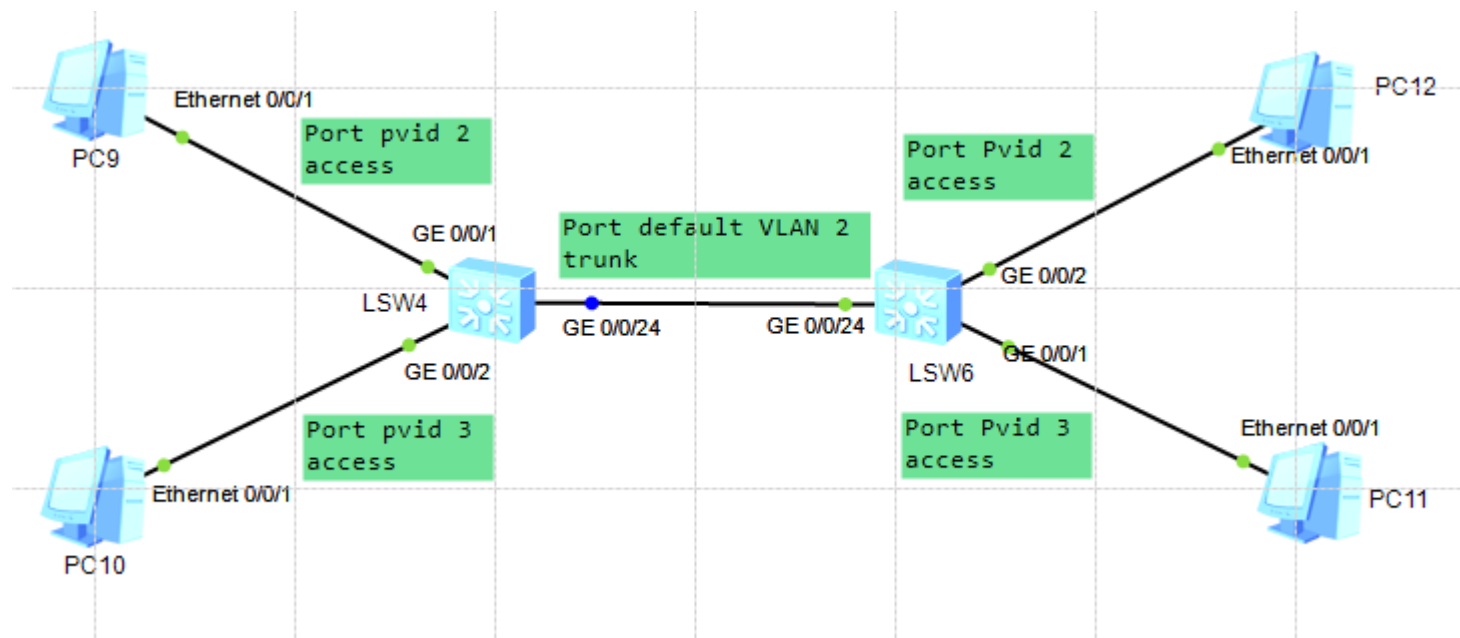 PC12
Ethernet 0/0/1
Port pvid 2
access
Port Pvid 2
access
Ethernet 0/0/1
PC9
Port default VLAN 2
trunk
GE 0/0/1
GE 0/0/2
LSW4
GE 0/0/24
GE 0/0/24
GE 0/0/1
GE 0/0/2
LSW6
Port pvid 3
access
Port Pvid 3
access
Ethernet 0/0/1
Ethernet 0/0/1
PC11
PC10